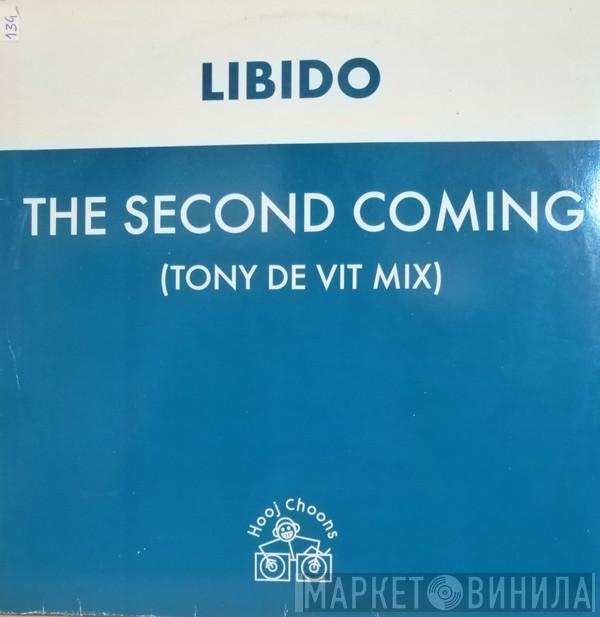 134
LIBIDO
THE SECOND COMING
(TONY DE VIT MIX)
Hooj Choons
МАРКЕТ ВИНИЛА